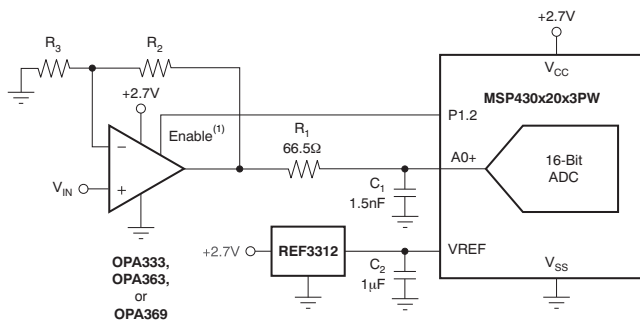 +2.7V
R3
R2
VCC
+2.7V
MSP430x20x3PW
Enable(1)
R1
66.5Ω
P1.2
−
+
VIN
A0+
16-Bit
ADC
C1
1.5nF
+2.7V
REF3312
VREF
C2
1μF
VSS
OPA333,
OPA363,
or
OPA369